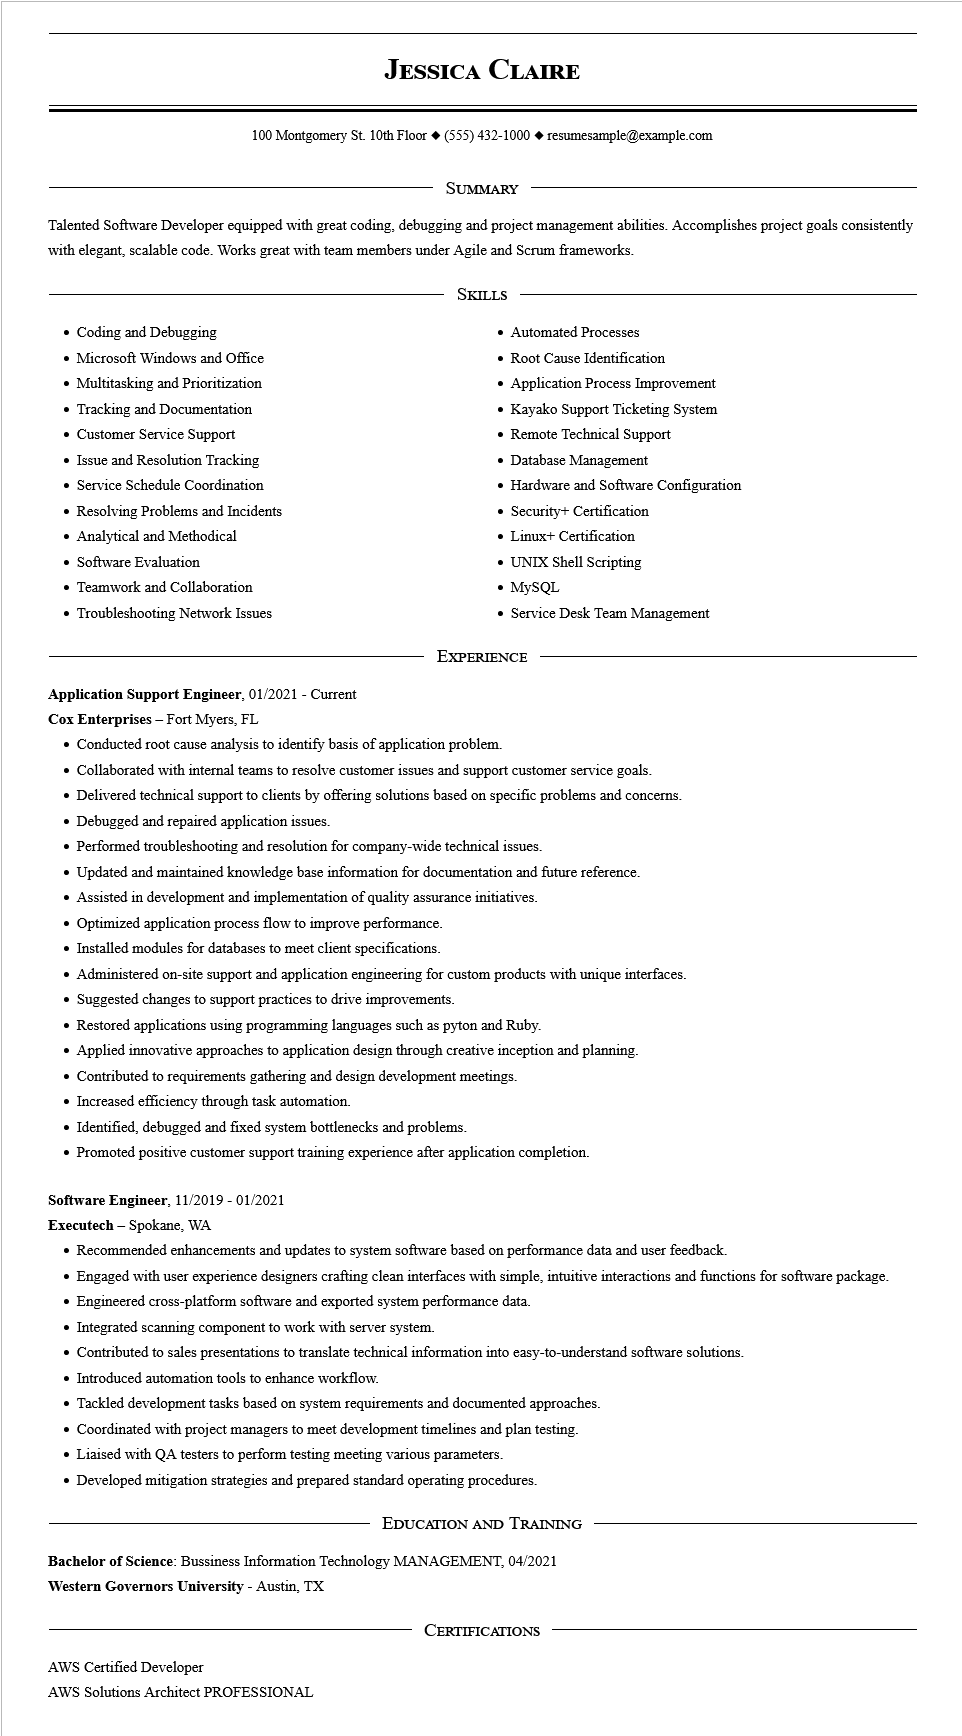 Jessica Claire
100 Montgomery St. 10th Floor ◆ (555) 432-1000 ◆ resumesample@example.com
Summary
Talented Software Developer equipped with great coding, debugging and project management abilities. Accomplishes project goals consistently
with elegant, scalable code. Works great with team members under Agile and Scrum frameworks.
Skills
• Coding and Debugging
• Microsoft Windows and Office
• Multitasking and Prioritization
• Tracking and Documentation
• Customer Service Support
• Issue and Resolution Tracking
• Service Schedule Coordination
• Resolving Problems and Incidents
• Analytical and Methodical
• Software Evaluation
• Teamwork and Collaboration
• Troubleshooting Network Issues
• Automated Processes
• Root Cause Identification
• Application Process Improvement
• Kayako Support Ticketing System
• Remote Technical Support
• Database Management
• Hardware and Software Configuration
• Security+ Certification
• Linux+ Certification
• UNIX Shell Scripting
• MySQL
• Service Desk Team Management
Experience
Application Support Engineer, 01/2021 - Current
Cox Enterprises – Fort Myers, FL
• Conducted root cause analysis to identify basis of application problem.
• Collaborated with internal teams to resolve customer issues and support customer service goals.
• Delivered technical support to clients by offering solutions based on specific problems and concerns.
• Debugged and repaired application issues.
• Performed troubleshooting and resolution for company-wide technical issues.
• Updated and maintained knowledge base information for documentation and future reference.
• Assisted in development and implementation of quality assurance initiatives.
• Optimized application process flow to improve performance.
• Installed modules for databases to meet client specifications.
• Administered on-site support and application engineering for custom products with unique interfaces.
• Suggested changes to support practices to drive improvements.
• Restored applications using programming languages such as pyton and Ruby.
• Applied innovative approaches to application design through creative inception and planning.
• Contributed to requirements gathering and design development meetings.
• Increased efficiency through task automation.
• Identified, debugged and fixed system bottlenecks and problems.
• Promoted positive customer support training experience after application completion.
Software Engineer, 11/2019 - 01/2021
Executech – Spokane, WA
• Recommended enhancements and updates to system software based on performance data and user feedback.
• Engaged with user experience designers crafting clean interfaces with simple, intuitive interactions and functions for software package.
• Engineered cross-platform software and exported system performance data.
• Integrated scanning component to work with server system.
• Contributed to sales presentations to translate technical information into easy-to-understand software solutions.
• Introduced automation tools to enhance workflow.
• Tackled development tasks based on system requirements and documented approaches.
• Coordinated with project managers to meet development timelines and plan testing.
• Liaised with QA testers to perform testing meeting various parameters.
• Developed mitigation strategies and prepared standard operating procedures.
Education and Training
Bachelor of Science: Bussiness Information Technology MANAGEMENT, 04/2021
Western Governors University - Austin, TX
Certifications
AWS Certified Developer
AWS Solutions Architect PROFESSIONAL